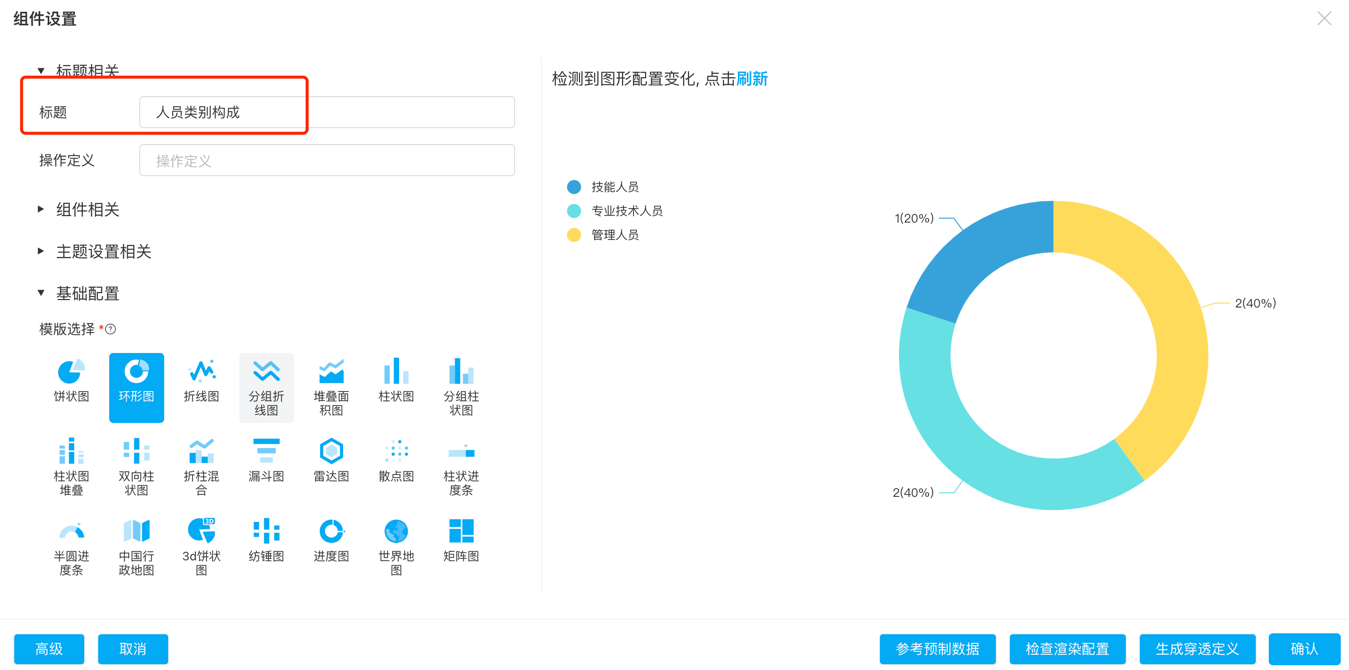 组件设置
标题相关
标题 人员类别构成
操作定义 操作定义
组件相关
主题设置相关
基础配置
模版选择 *?
饼状图 环形图 折线图 分组折线图 堆叠面积图 柱状图 分组柱状图
柱状图堆叠 双向柱状图 折柱混合 漏斗图 雷达图 散点图 柱状进度条
半圆进度条 中国行政地图 3d饼状图 纺锤图 进度图 世界地图 矩阵图
检测到图形配置变化, 点击刷新
技能人员
专业技术人员
管理人员
1(20%)
2(40%)
2(40%)
高级 取消 参考预制数据 检查渲染配置 生成穿透定义 确认